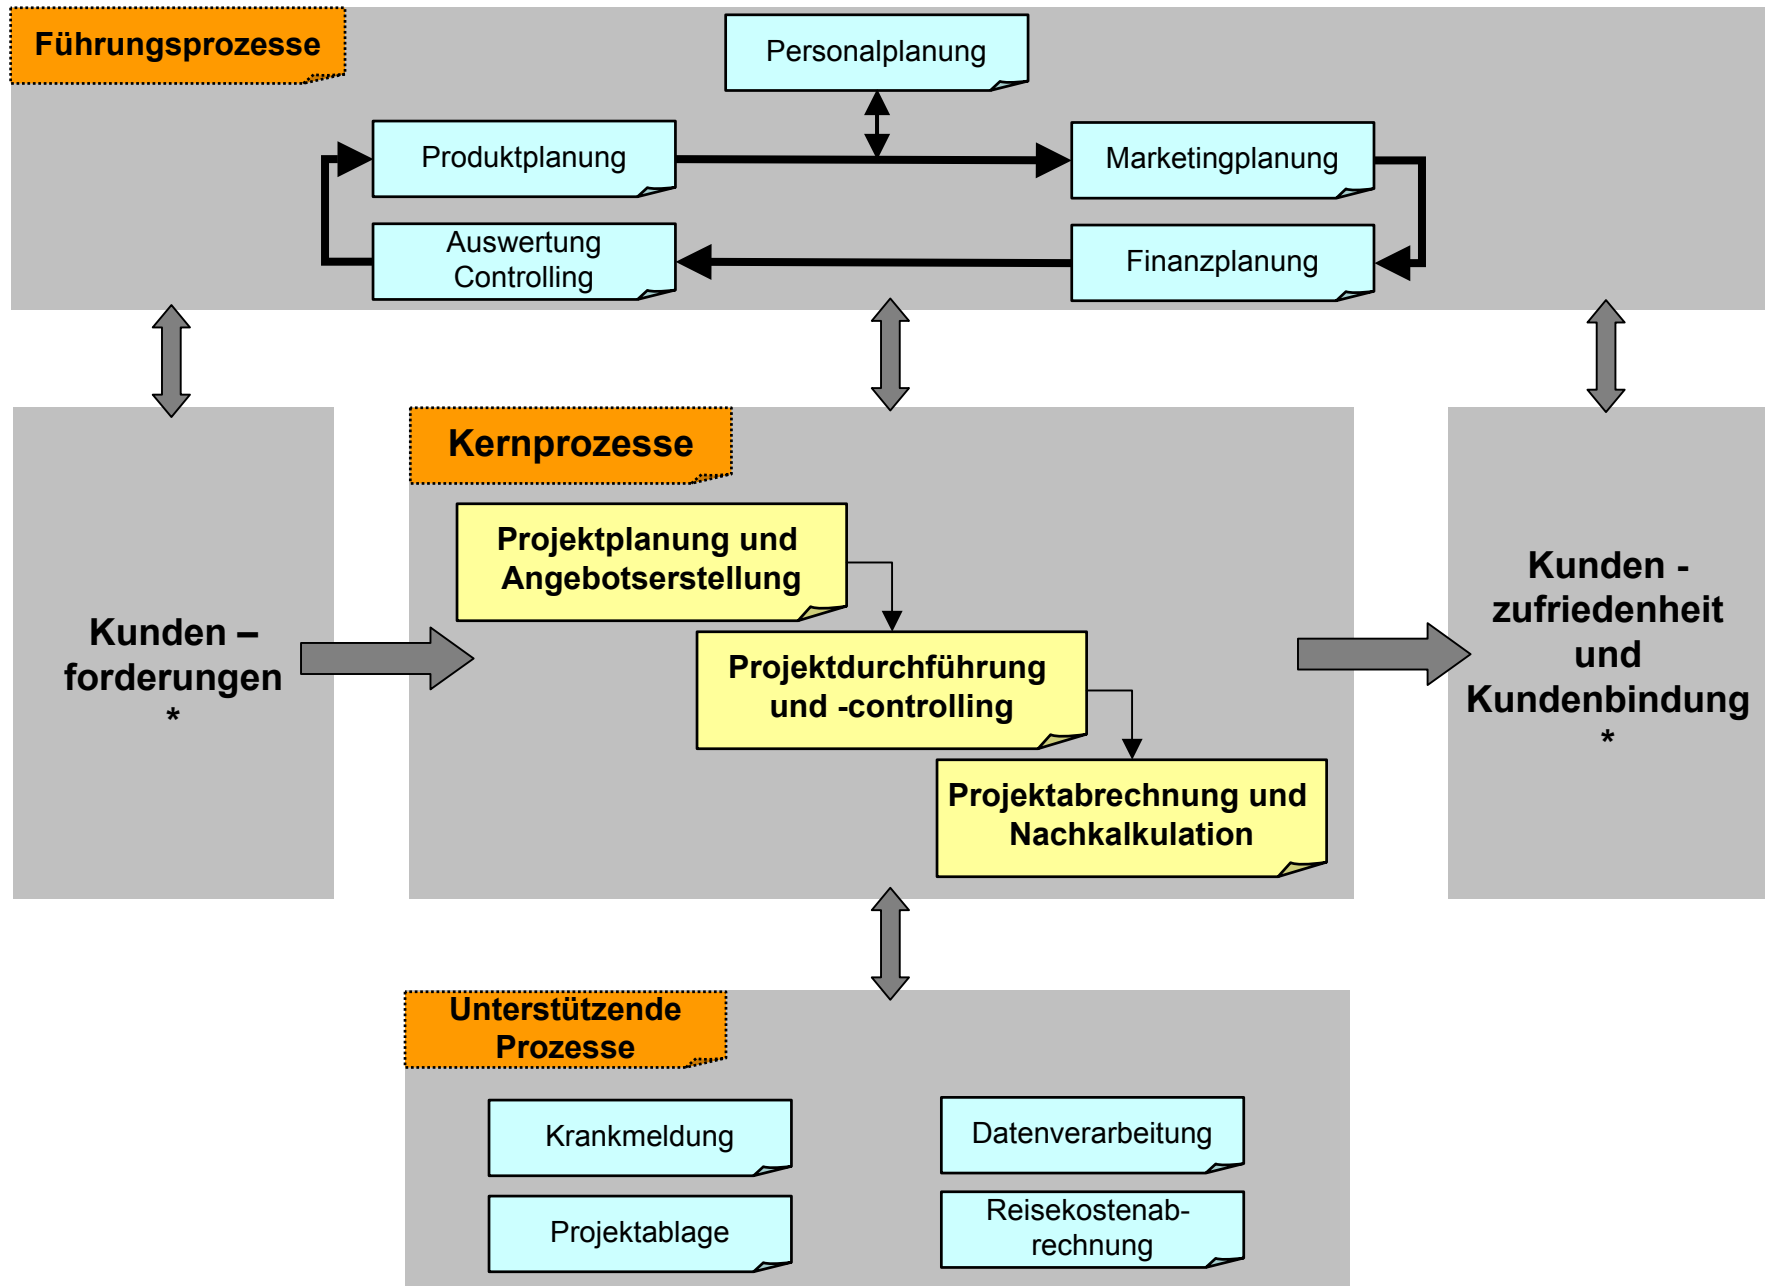 Führungsprozesse
Personalplanung
Produktplanung
Marketingplanung
Auswertung
Controlling
Finanzplanung
Kernprozesse
Projektplanung und
Angebotserstellung
Kunden –
forderungen
*
Projektdurchführung
und -controlling
Projektabrechnung und
Nachkalkulation
Kunden -
zufriedenheit
und
Kundenbindung
*
Unterstützende
Prozesse
Krankmeldung
Datenverarbeitung
Projektablage
Reisekostenab-
rechnung